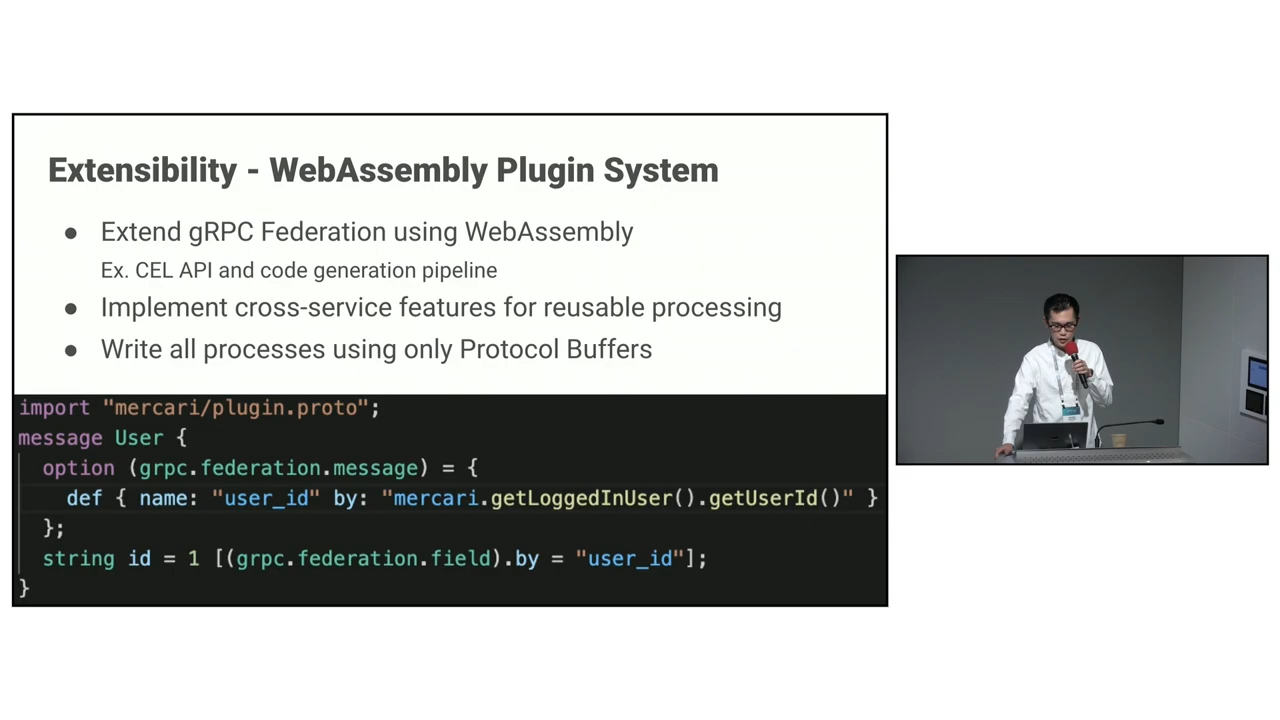 Extensibility - WebAssembly Plugin System
● Extend gRPC Federation using WebAssembly
Ex. CEL API and code generation pipeline
● Implement cross-service features for reusable processing
● Write all processes using only Protocol Buffers
import "mercari/plugin.proto";
message User {
option (grpc.federation.message) = {
def { name: "user_id" by: "mercari.getLoggedInUser().getUserId()" }
};
string id = 1 [(grpc.federation.field).by = "user_id"];
}